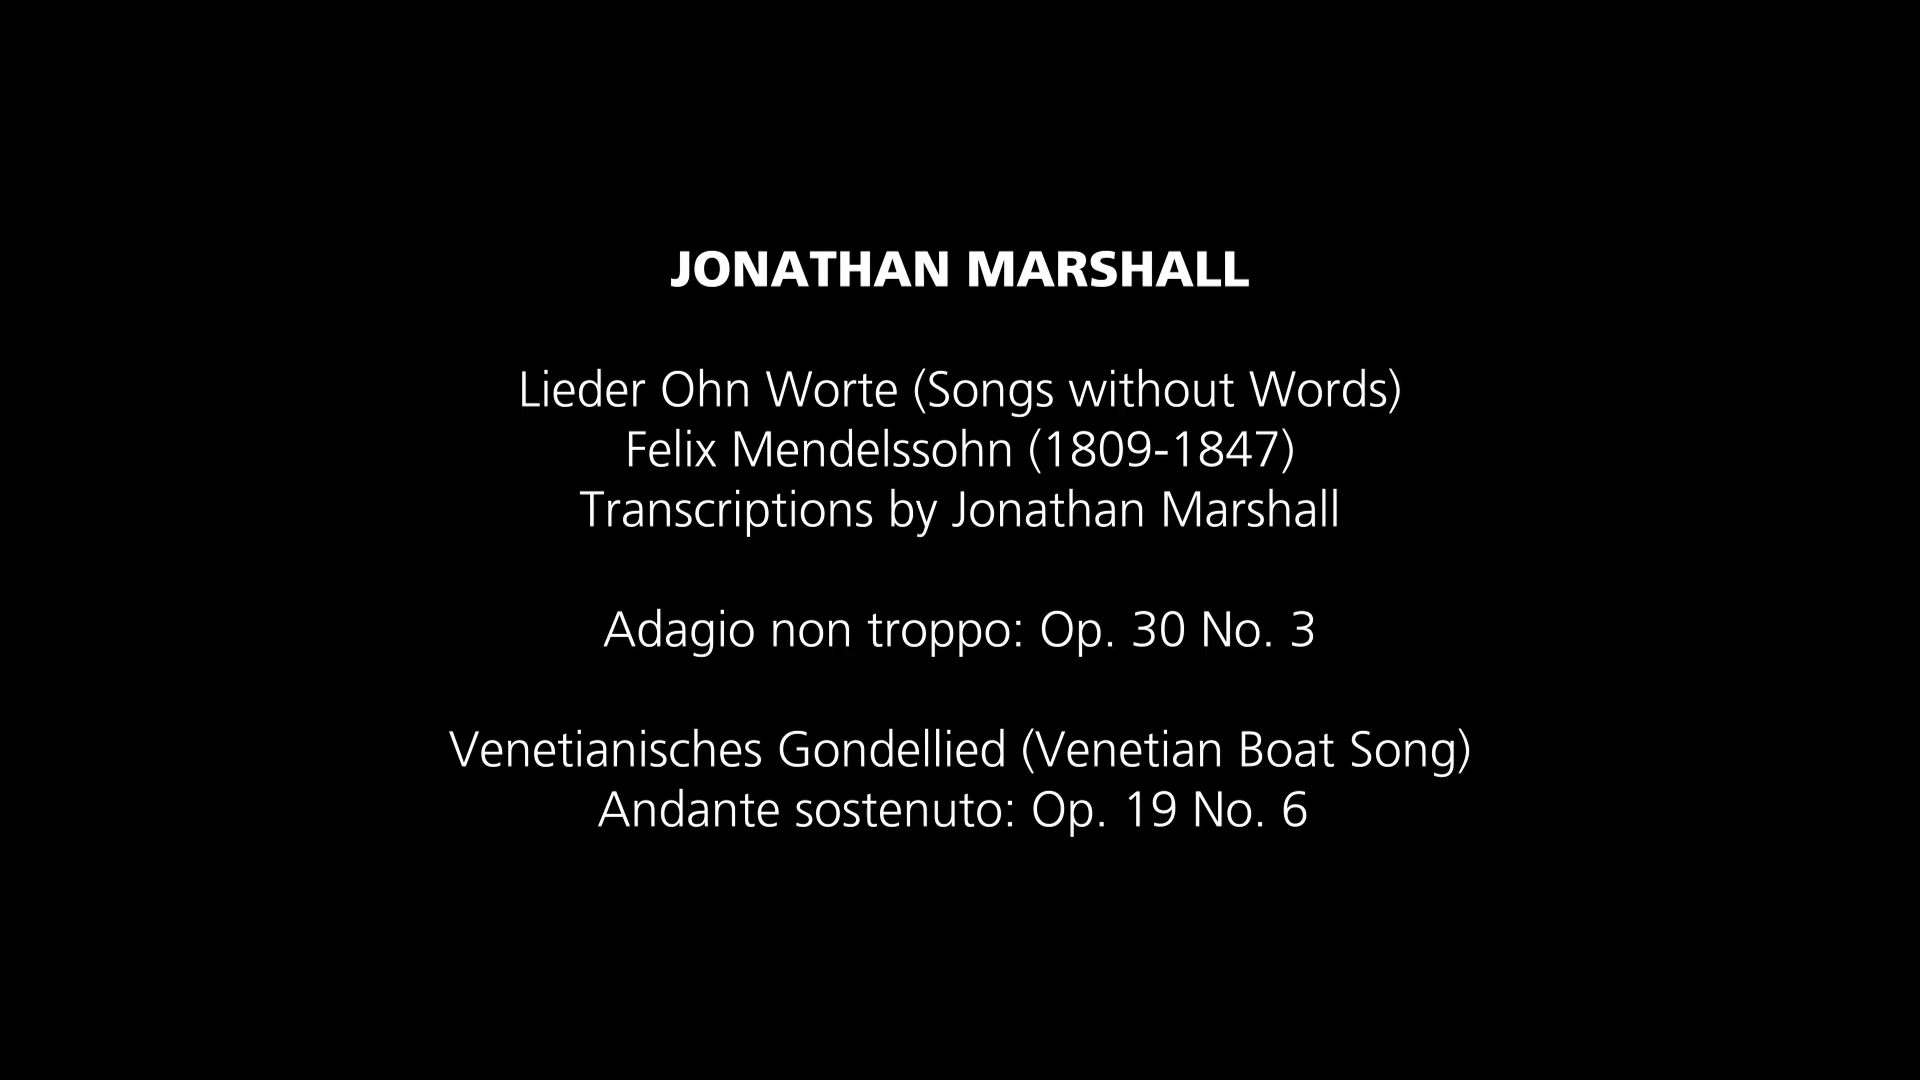 JONATHAN MARSHALL
Lieder Ohn Worte (Songs without Words)
Felix Mendelssohn (1809-1847)
Transcriptions by Jonathan Marshall
Adagio non troppo: Op. 30 No. 3
Venetianisches Gondellied (Venetian Boat Song)
Andante sostenuto: Op. 19 No. 6